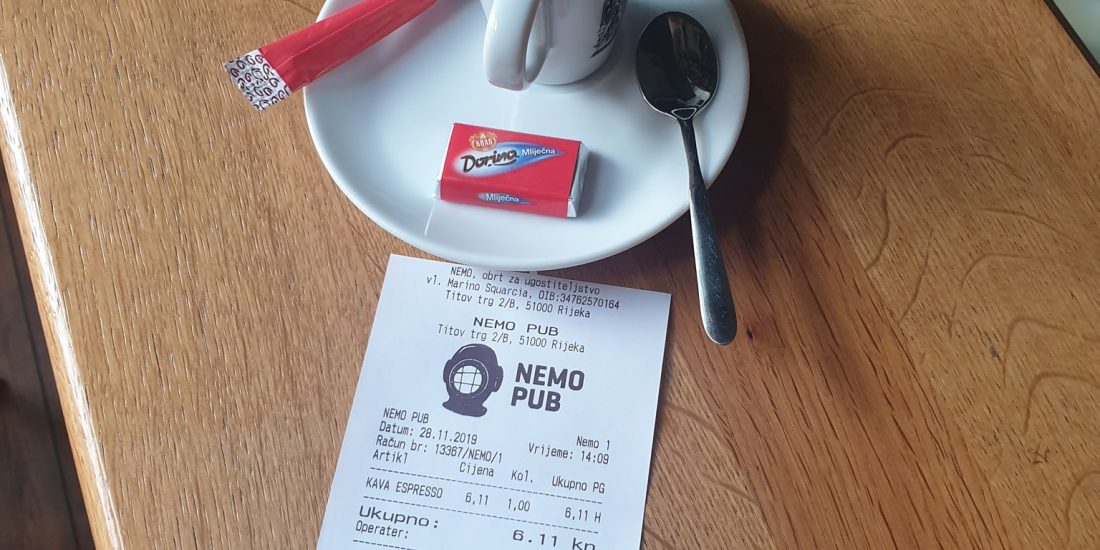 KRAŠ
Dorina Mliječna
Mliječna
NEMO, obrt za ugostiteljstvo
vl. Marino Squarcia, OIB:34762570164
Titov trg 2/B, 51000 Rijeka
NEMO PUB
Titov trg 2/B, 51000 Rijeka
NEMO
PUB
NEMO PUB Nemo 1
Datum: 28.11.2019 Vrijeme: 14:09
Račun br: 13367/NEMO/1
Artikl Cijena Kol. Ukupno PG
KAVA ESPRESSO 6,11 1,00 6,11 H
Ukupno: 6.11 kn
Operater: